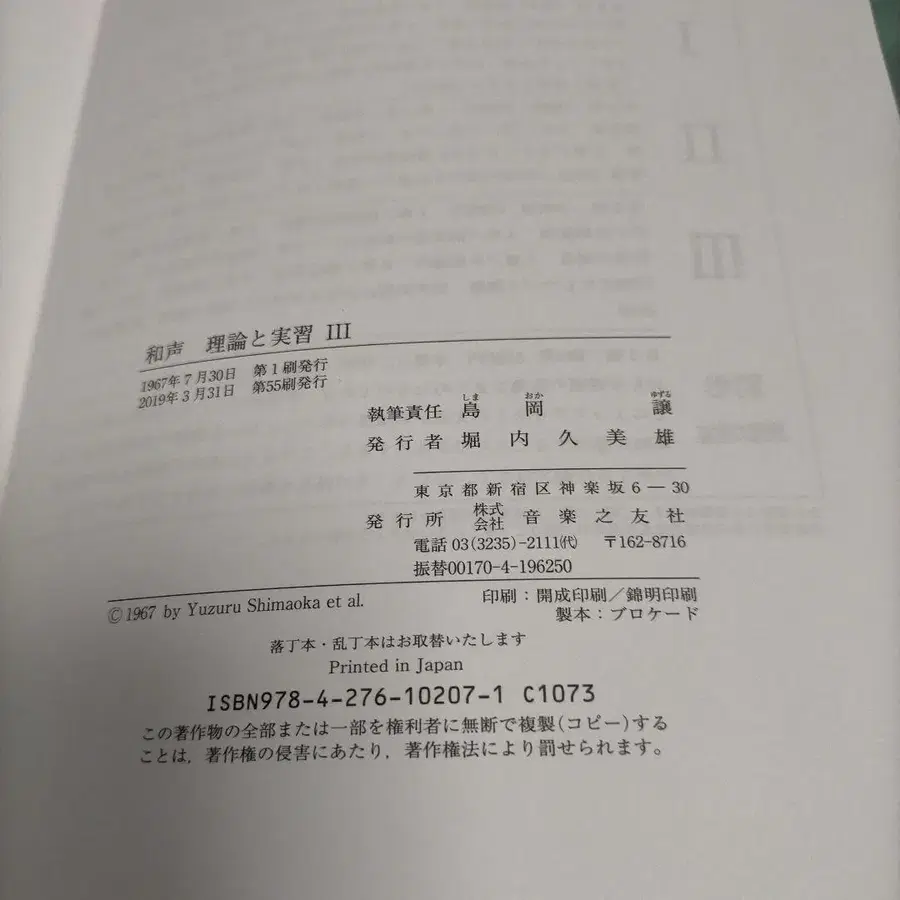 和声 理論と実習 III
1967年7月30日 第1刷発行
2019年3月31日 第55刷発行
しま おか ゆずる
執筆責任 島岡 譲
発行者 堀内久美雄
東京都新宿区神楽坂6―30
発行所 株式会社 音楽之友社
電話 03(3235)-2111㈹ 〒162-8716
振替00170-4-196250
©1967 by Yuzuru Shimaoka et al.
印刷：開成印刷／錦明印刷
製本：ブロケード
落丁本・乱丁本はお取替いたします
Printed in Japan
ISBN978-4-276-10207-1 C1073
この著作物の全部または一部を権利者に無断で複製(コピー)する
ことは，著作権の侵害にあたり，著作権法により罰せられます。